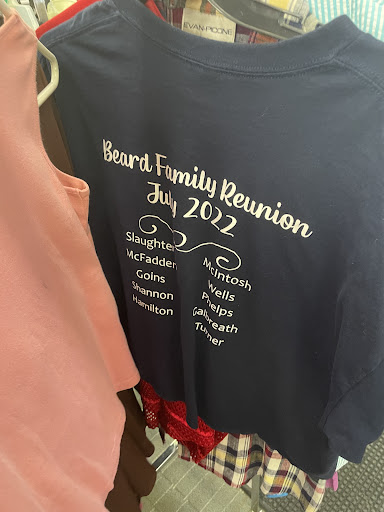 EVAN-PICONE
Beard Family Reunion
July 2022
Slaughter
McFadden
Goins
Shannon
Hamilton
McIntosh
Wells
Phelps
Galbreath
Turner